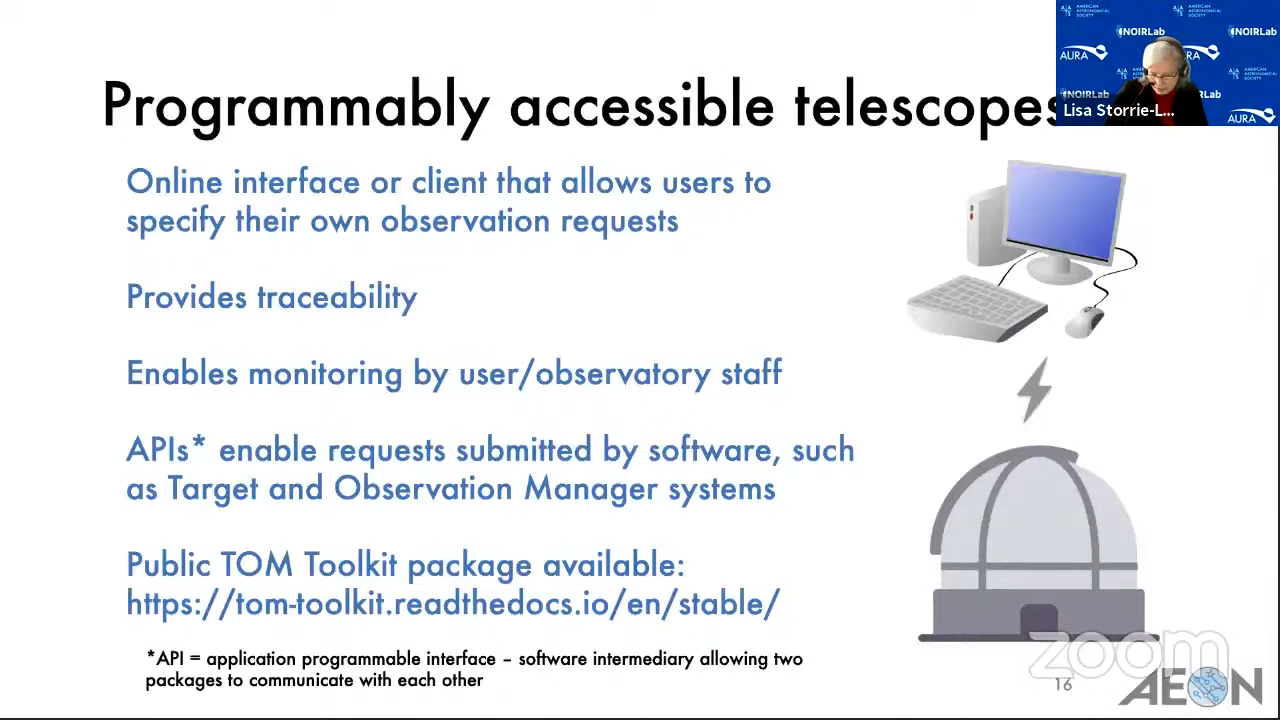 Programmably accessible telescopes
Online interface or client that allows users to
specify their own observation requests
Provides traceability
Enables monitoring by user/observatory staff
APIs* enable requests submitted by software, such
as Target and Observation Manager systems
Public TOM Toolkit package available:
https://tom-toolkit.readthedocs.io/en/stable/
*API = application programmable interface – software intermediary allowing two
packages to communicate with each other
16
AEON
zoom
AMERICAN
ASTRONOMICAL
SOCIETY
NOIRLab
AURA
Lisa Storrie-L...